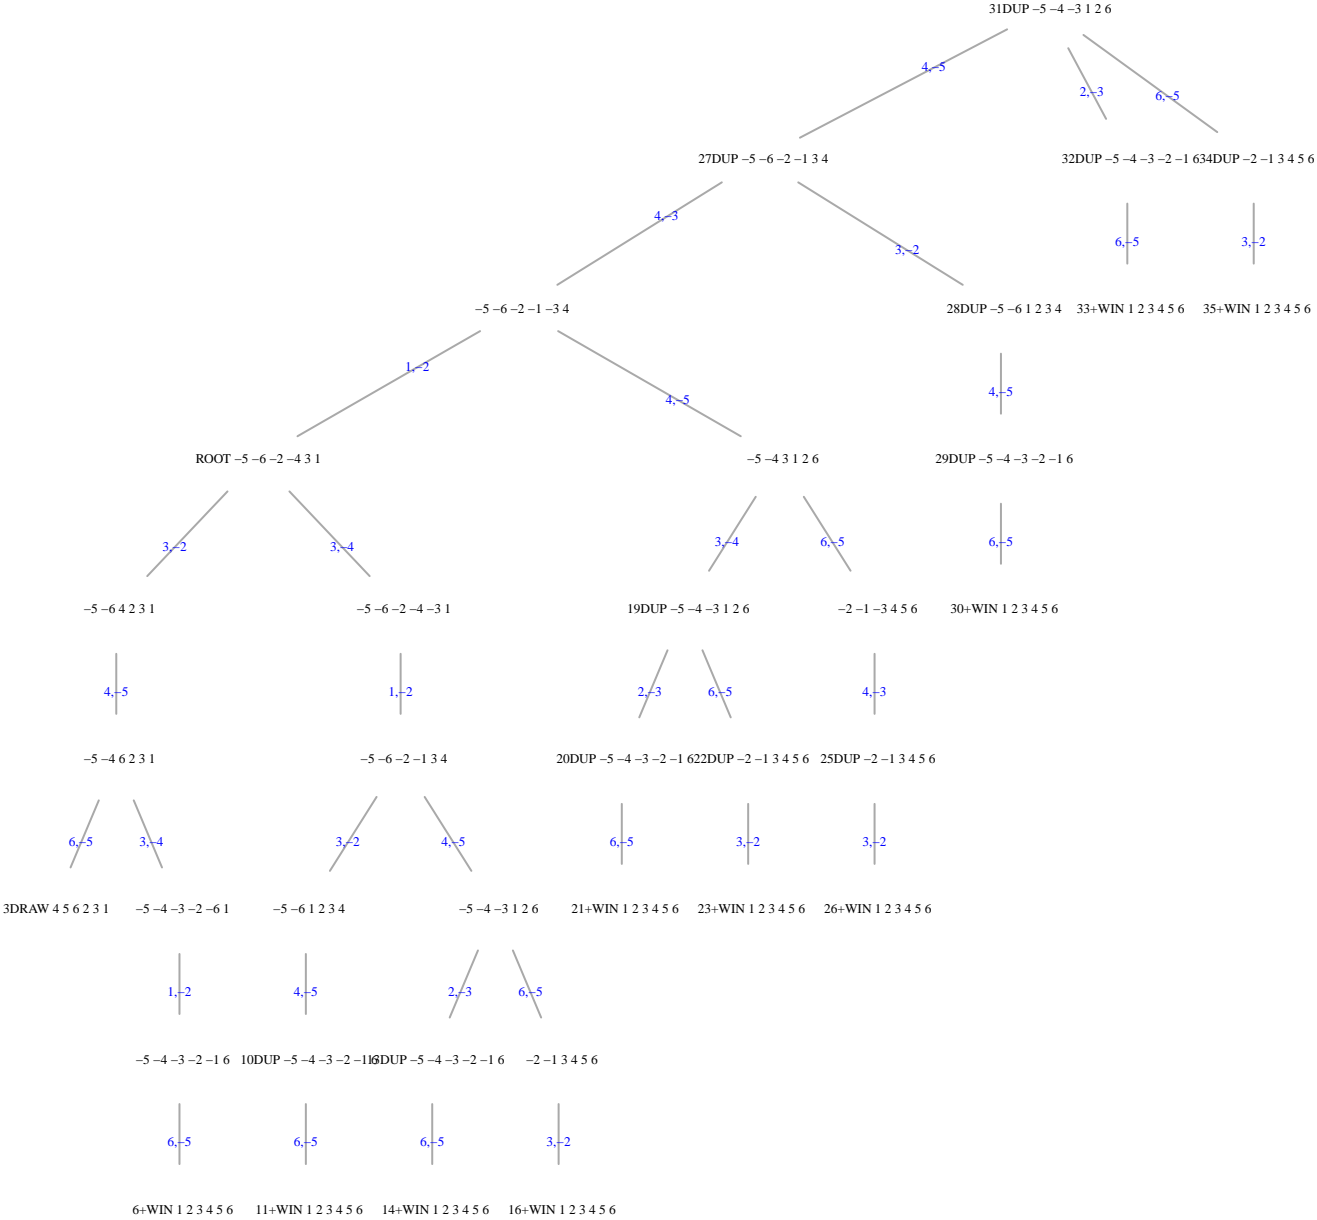 31DUP −5 −4 −3 1 2 6
4,−5
2,−3
6,−5
27DUP −5 −6 −2 −1 3 4
32DUP −5 −4 −3 −2 −1 6
34DUP −2 −1 3 4 5 6
4,−3
3,−2
6,−5
3,−2
−5 −6 −2 −1 −3 4
28DUP −5 −6 1 2 3 4
33+WIN 1 2 3 4 5 6
35+WIN 1 2 3 4 5 6
1,−2
4,−5
4,−5
ROOT −5 −6 −2 −4 3 1
−5 −4 3 1 2 6
29DUP −5 −4 −3 −2 −1 6
3,−2
3,−4
3,−4
6,−5
6,−5
−5 −6 4 2 3 1
−5 −6 −2 −4 −3 1
19DUP −5 −4 −3 1 2 6
−2 −1 −3 4 5 6
30+WIN 1 2 3 4 5 6
4,−5
1,−2
2,−3
6,−5
4,−3
−5 −4 6 2 3 1
−5 −6 −2 −1 3 4
20DUP −5 −4 −3 −2 −1 6
22DUP −2 −1 3 4 5 6
25DUP −2 −1 3 4 5 6
6,−5
3,−4
3,−2
4,−5
6,−5
3,−2
3,−2
3DRAW 4 5 6 2 3 1
−5 −4 −3 −2 −6 1
−5 −6 1 2 3 4
−5 −4 −3 1 2 6
21+WIN 1 2 3 4 5 6
23+WIN 1 2 3 4 5 6
26+WIN 1 2 3 4 5 6
1,−2
4,−5
2,−3
6,−5
−5 −4 −3 −2 −1 6
10DUP −5 −4 −3 −2 −1 6
13DUP −5 −4 −3 −2 −1 6
−2 −1 3 4 5 6
6,−5
6,−5
6,−5
3,−2
6+WIN 1 2 3 4 5 6
11+WIN 1 2 3 4 5 6
14+WIN 1 2 3 4 5 6
16+WIN 1 2 3 4 5 6